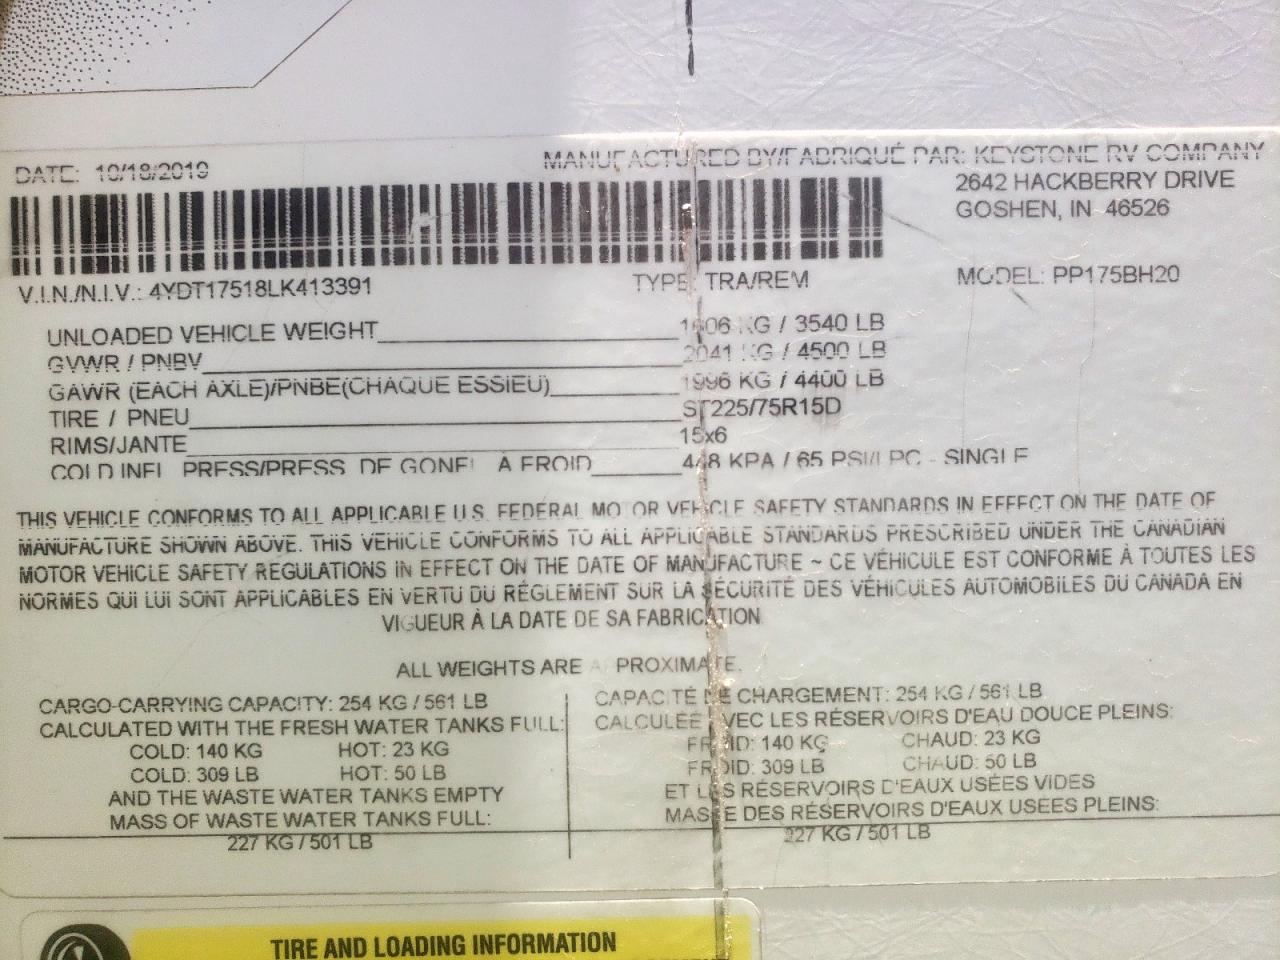 DATE: 10/18/2019
MANUFACTURED BY/FABRIQUÉ PAR: KEYSTONE RV COMPANY
2642 HACKBERRY DRIVE
GOSHEN, IN 46526
V.I.N./N.I.V.: 4YDT17518LK413391 TYPE: TRA/REM MODEL: PP175BH20
UNLOADED VEHICLE WEIGHT 1606 KG / 3540 LB
GVWR / PNBV 2041 KG / 4500 LB
GAWR (EACH AXLE)/PNBE(CHAQUE ESSIEU) 1996 KG / 4400 LB
TIRE / PNEU ST225/75R15D
RIMS/JANTE 15x6
COLD INFL PRESS/PRESS DE GONFL À FROID 448 KPA / 65 PSI/LPC - SINGLE
THIS VEHICLE CONFORMS TO ALL APPLICABLE U.S. FEDERAL MOTOR VEHICLE SAFETY STANDARDS IN EFFECT ON THE DATE OF
MANUFACTURE SHOWN ABOVE. THIS VEHICLE CONFORMS TO ALL APPLICABLE STANDARDS PRESCRIBED UNDER THE CANADIAN
MOTOR VEHICLE SAFETY REGULATIONS IN EFFECT ON THE DATE OF MANUFACTURE ~ CE VÉHICULE EST CONFORME À TOUTES LES
NORMES QUI LUI SONT APPLICABLES EN VERTU DU RÉGLEMENT SUR LA SÉCURITÉ DES VÉHICULES AUTOMOBILES DU CANADA EN
VIGUEUR À LA DATE DE SA FABRICATION
ALL WEIGHTS ARE APPROXIMATE.
CARGO-CARRYING CAPACITY: 254 KG / 561 LB
CALCULATED WITH THE FRESH WATER TANKS FULL:
COLD: 140 KG HOT: 23 KG
COLD: 309 LB HOT: 50 LB
AND THE WASTE WATER TANKS EMPTY
MASS OF WASTE WATER TANKS FULL:
227 KG / 501 LB
CAPACITÉ DE CHARGEMENT: 254 KG / 561 LB
CALCULÉE AVEC LES RÉSERVOIRS D'EAU DOUCE PLEINS:
FROID: 140 KG CHAUD: 23 KG
FROID: 309 LB CHAUD: 50 LB
ET LES RÉSERVOIRS D'EAUX USÉES VIDES
MASSE DES RÉSERVOIRS D'EAUX USÉES PLEINS:
227 KG / 501 LB
TIRE AND LOADING INFORMATION